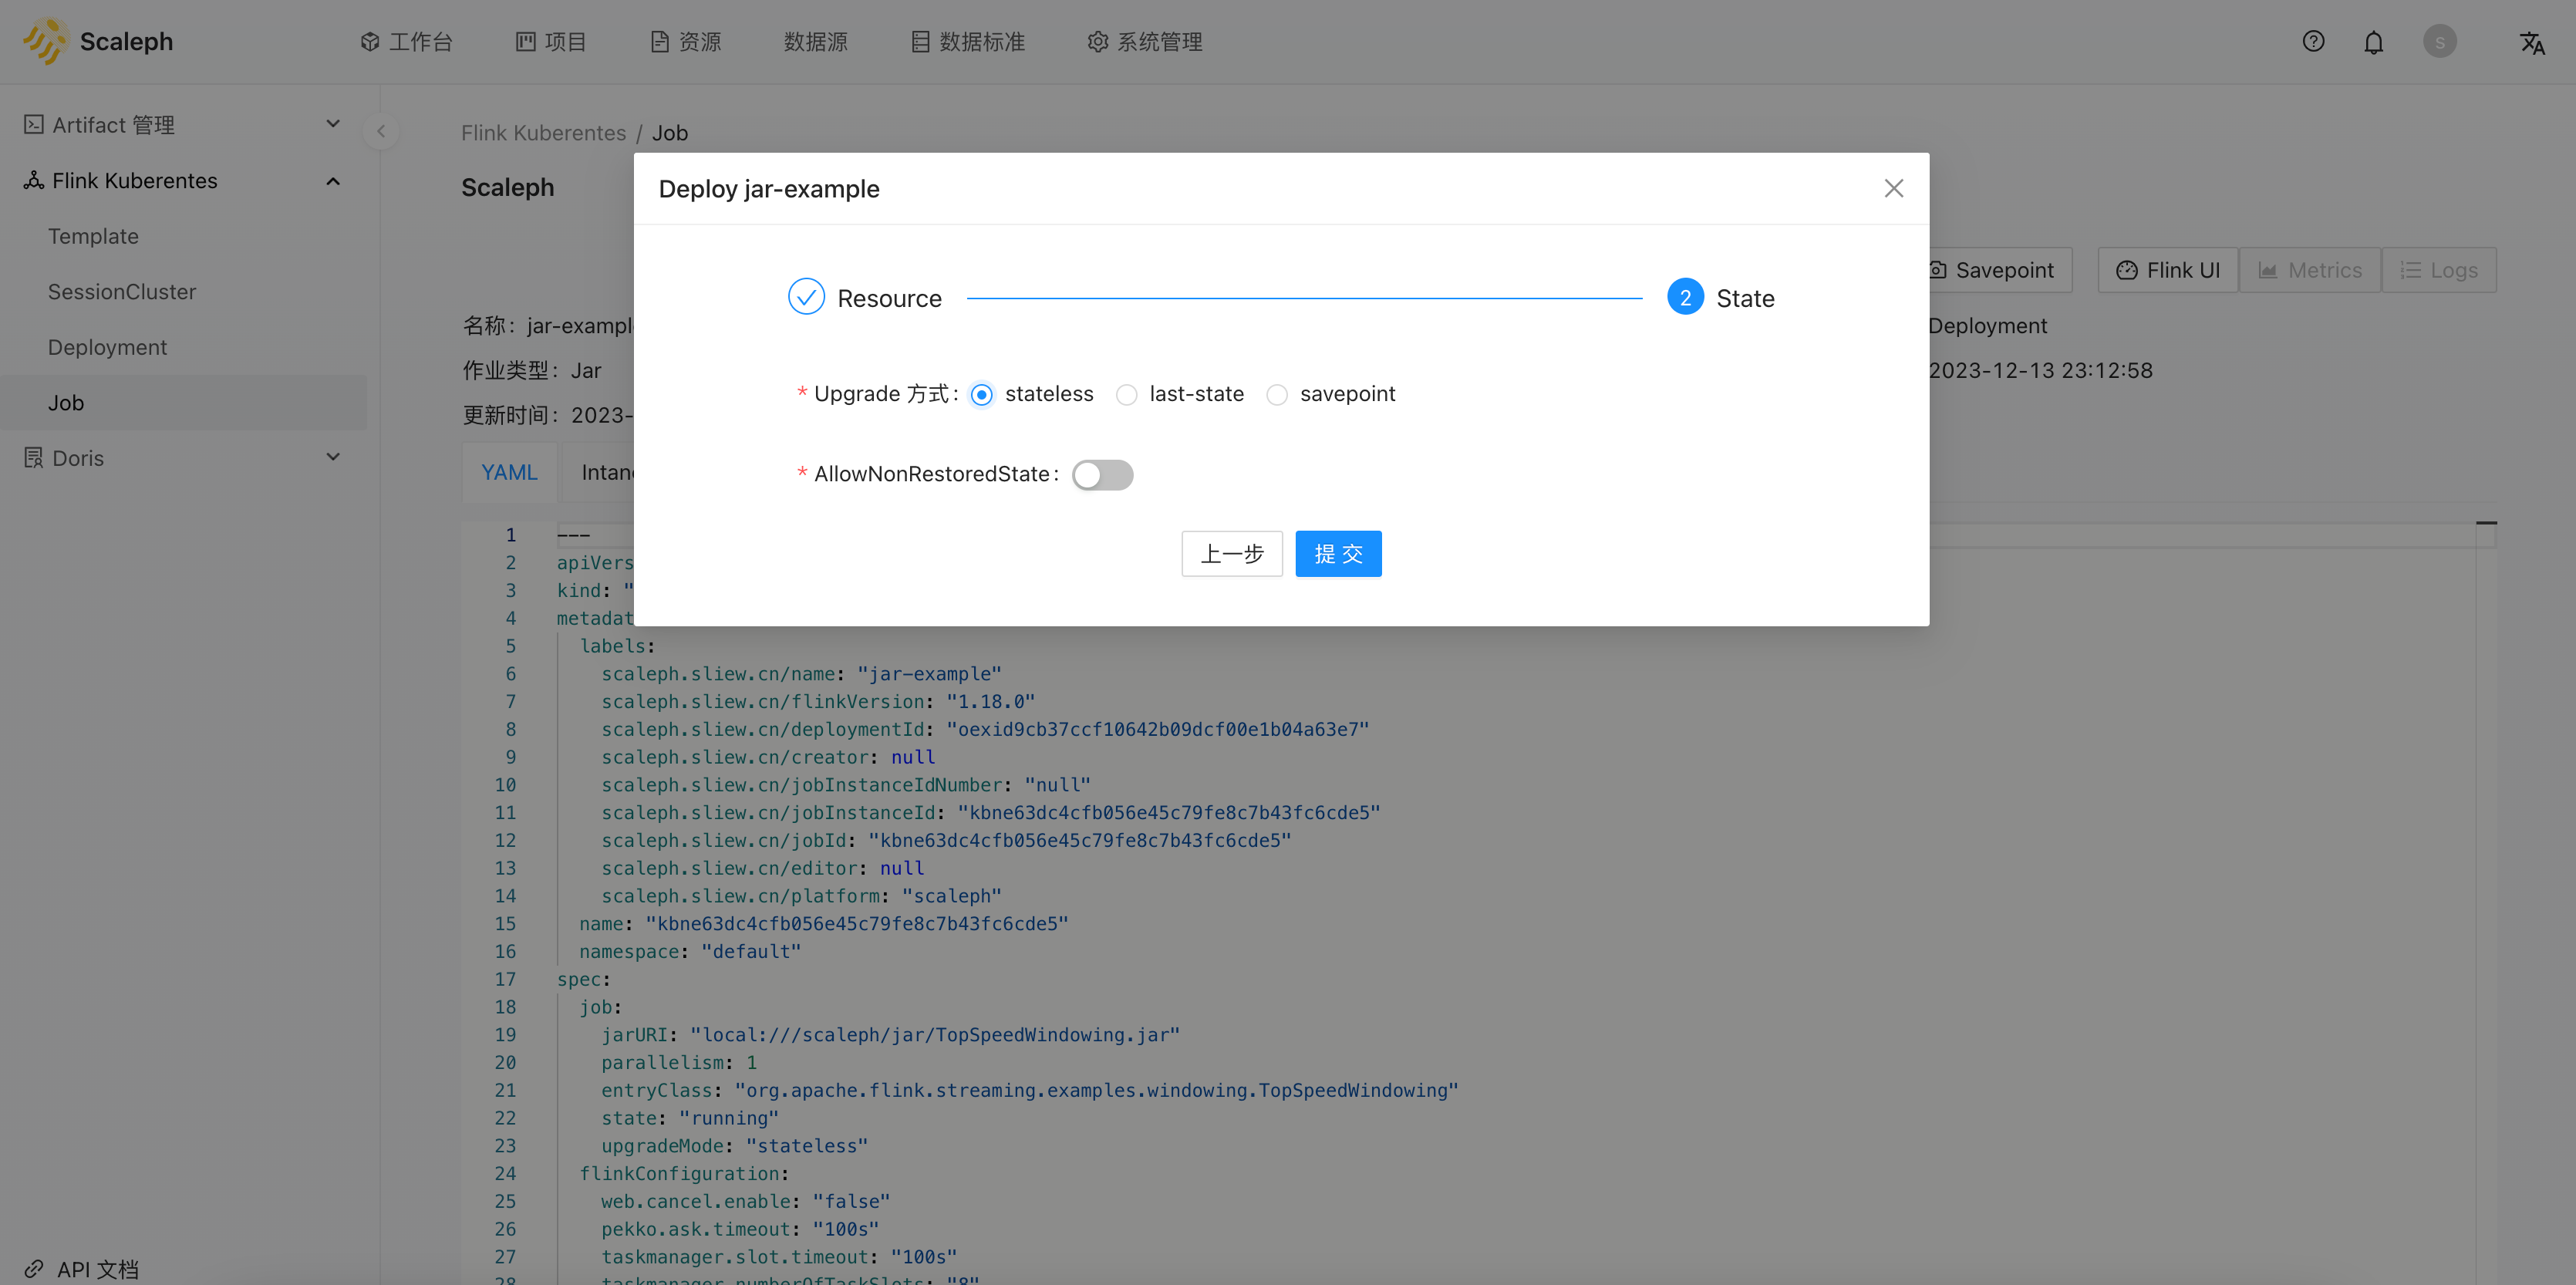 Scaleph
工作台 项目 资源 数据源 数据标准 系统管理
S
Artifact 管理
Flink Kuberentes
Template
SessionCluster
Deployment
Job
Doris
API 文档
Flink Kuberentes / Job
Scaleph
Savepoint Flink UI Metrics Logs
名称： jar-example
Deployment
作业类型： Jar
2023-12-13 23:12:58
更新时间： 2023-
YAML
Deploy jar-example
Resource
2 State
* Upgrade 方式： stateless last-state savepoint
* AllowNonRestoredState：
上一步 提 交
1 ---
2 apiVers
3 kind: "
4 metadat
5 labels:
6 scaleph.sliew.cn/name: "jar-example"
7 scaleph.sliew.cn/flinkVersion: "1.18.0"
8 scaleph.sliew.cn/deploymentId: "oexid9cb37ccf10642b09dcf00e1b04a63e7"
9 scaleph.sliew.cn/creator: null
10 scaleph.sliew.cn/jobInstanceIdNumber: "null"
11 scaleph.sliew.cn/jobInstanceId: "kbne63dc4cfb056e45c79fe8c7b43fc6cde5"
12 scaleph.sliew.cn/jobId: "kbne63dc4cfb056e45c79fe8c7b43fc6cde5"
13 scaleph.sliew.cn/editor: null
14 scaleph.sliew.cn/platform: "scaleph"
15 name: "kbne63dc4cfb056e45c79fe8c7b43fc6cde5"
16 namespace: "default"
17 spec:
18 job:
19 jarURI: "local:///scaleph/jar/TopSpeedWindowing.jar"
20 parallelism: 1
21 entryClass: "org.apache.flink.streaming.examples.windowing.TopSpeedWindowing"
22 state: "running"
23 upgradeMode: "stateless"
24 flinkConfiguration:
25 web.cancel.enable: "false"
26 pekko.ask.timeout: "100s"
27 taskmanager.slot.timeout: "100s"
28 taskmanager.numberOfTaskSlots: "8"